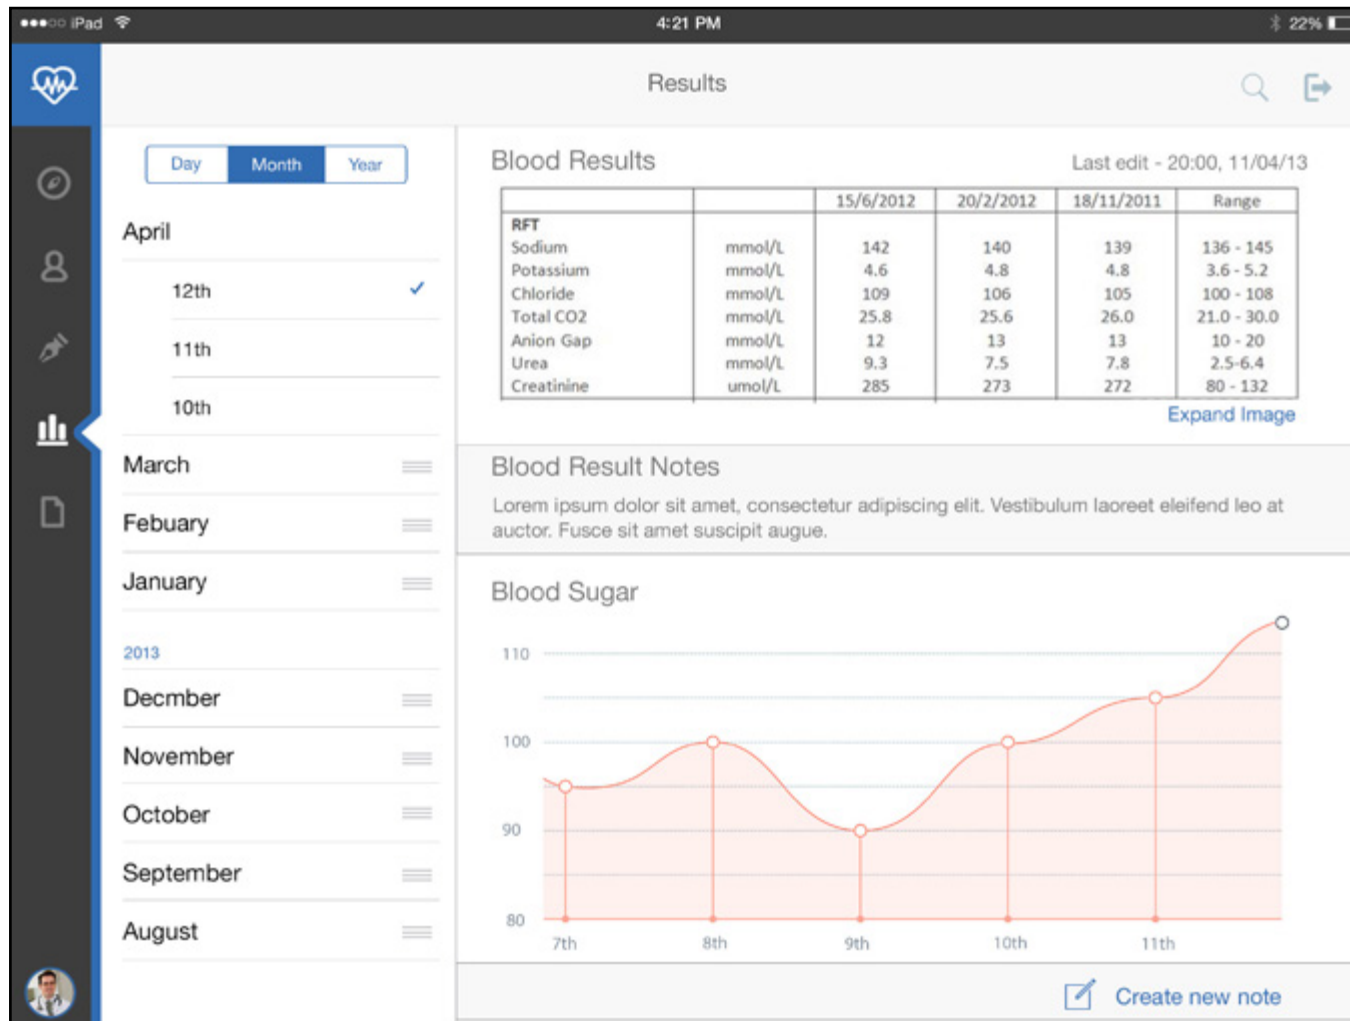 iPad 4:21 PM 22%
Results
Day Month Year
April
12th
11th
10th
March
Febuary
January
2013
Decmber
November
October
September
August
Blood Results Last edit - 20:00, 11/04/13
15/6/2012 20/2/2012 18/11/2011 Range
RFT
Sodium mmol/L 142 140 139 136 - 145
Potassium mmol/L 4.6 4.8 4.8 3.6 - 5.2
Chloride mmol/L 109 106 105 100 - 108
Total CO2 mmol/L 25.8 25.6 26.0 21.0 - 30.0
Anion Gap mmol/L 12 13 13 10 - 20
Urea mmol/L 9.3 7.5 7.8 2.5-6.4
Creatinine umol/L 285 273 272 80 - 132
Expand Image
Blood Result Notes
Lorem ipsum dolor sit amet, consectetur adipiscing elit. Vestibulum laoreet eleifend leo at
auctor. Fusce sit amet suscipit augue.
Blood Sugar
110
100
90
80
7th 8th 9th 10th 11th
Create new note